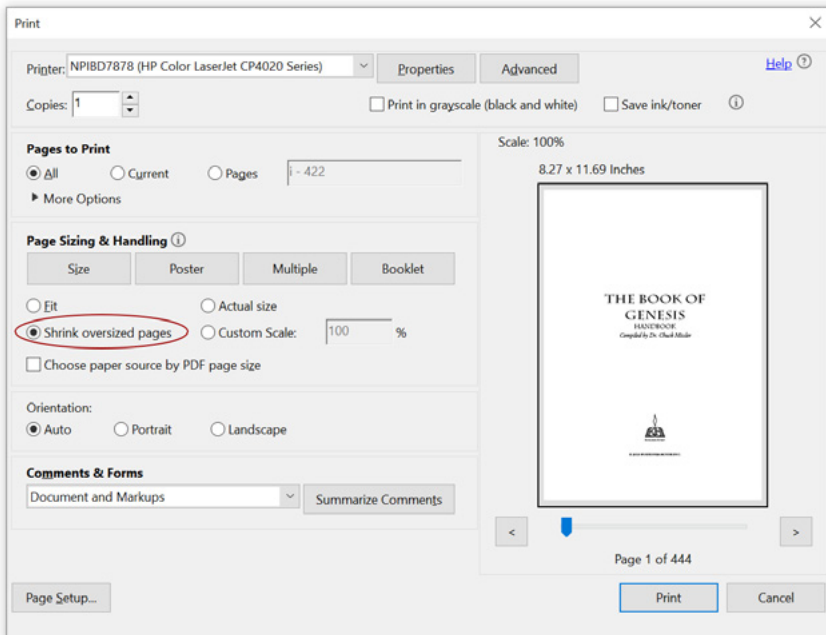 Print
Printer: NPIBD7878 (HP Color LaserJet CP4020 Series) Properties Advanced Help
Copies: 1 Print in grayscale (black and white) Save ink/toner
Pages to Print
All Current Pages i - 422
More Options
Page Sizing & Handling
Size Poster Multiple Booklet
Fit Actual size
Shrink oversized pages Custom Scale: 100 %
Choose paper source by PDF page size
Orientation:
Auto Portrait Landscape
Comments & Forms
Document and Markups Summarize Comments
Scale: 100%
8.27 x 11.69 Inches
THE BOOK OF
GENESIS
HANDBOOK
Compiled by Dr. Chuck Missler
< >
Page 1 of 444
Page Setup... Print Cancel